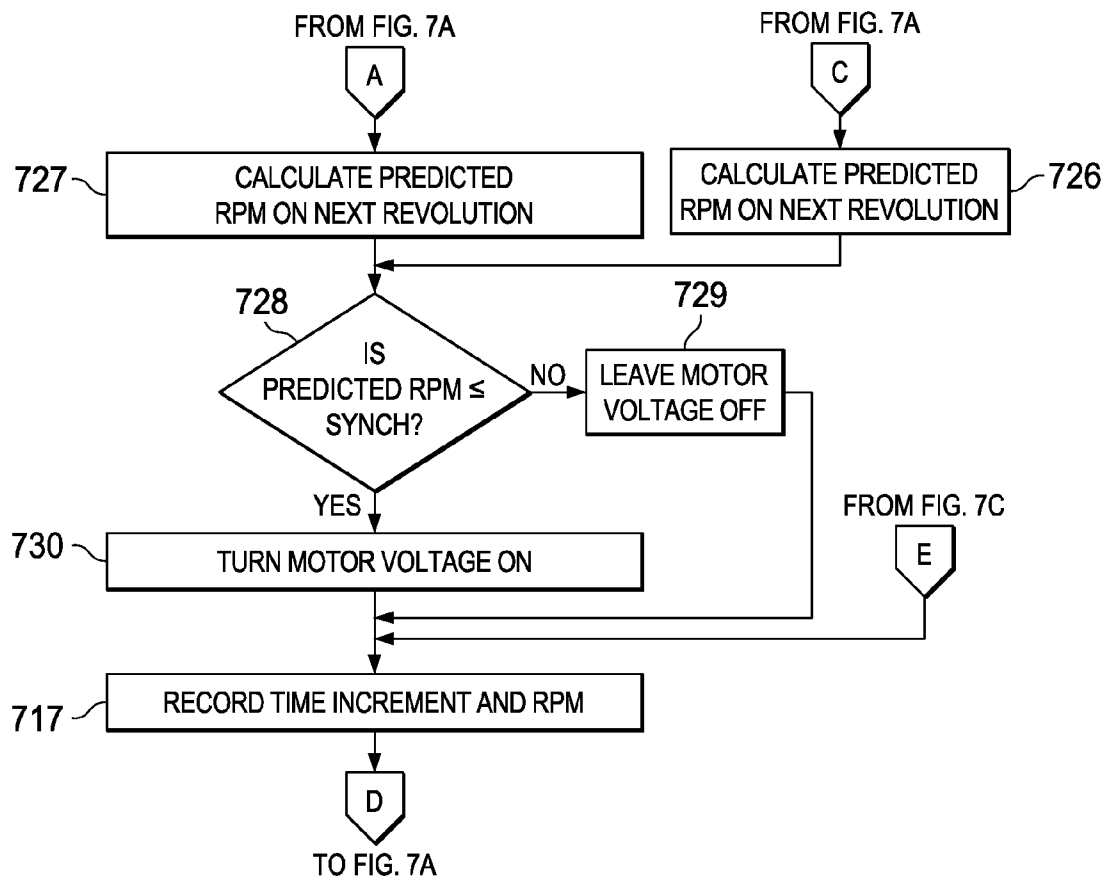 FROM FIG. 7A
A
FROM FIG. 7A
C
727
CALCULATE PREDICTED
RPM ON NEXT REVOLUTION
CALCULATE PREDICTED
RPM ON NEXT REVOLUTION
726
728
IS
PREDICTED RPM ≤
SYNCH?
NO
729
LEAVE MOTOR
VOLTAGE OFF
YES
730
TURN MOTOR VOLTAGE ON
FROM FIG. 7C
E
717
RECORD TIME INCREMENT AND RPM
D
TO FIG. 7A